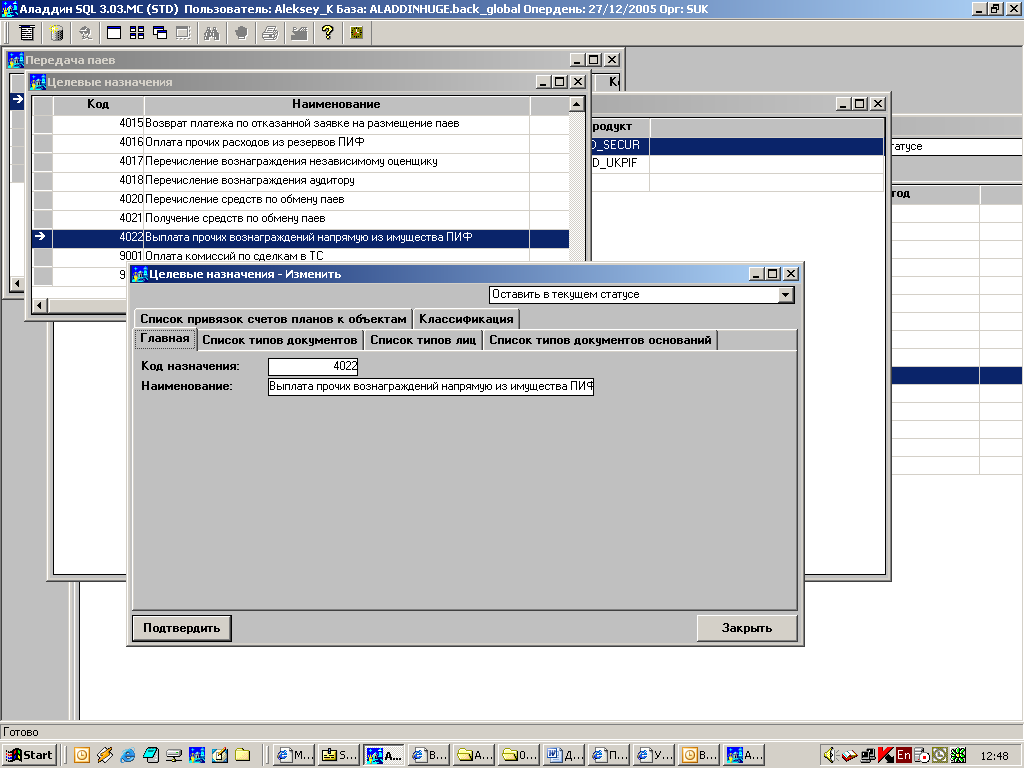 Аладдин SQL 3.03.МС (STD) Пользователь: Aleksey_K База: ALADDINHUGE.back_global Опердень: 27/12/2005 Орг: SUK
Передача паев
Целевые назначения
Код Наименование
4015 Возврат платежа по отказанной заявке на размещение паев
4016 Оплата прочих расходов из резервов ПИФ
4017 Перечисление вознаграждения независимому оценщику
4018 Перечисление вознаграждения аудитору
4020 Перечисление средств по обмену паев
4021 Получение средств по обмену паев
4022 Выплата прочих вознаграждений напрямую из имущества ПИФ
9001 Оплата комиссий по сделкам в ТС
9
родукт
D_SECUR
D_UKPIF
татусе
год
Целевые назначения - Изменить
Оставить в текущем статусе
Список привязок счетов планов к объектам Классификация
Главная Список типов документов Список типов лиц Список типов документов оснований
Код назначения: 4022
Наименование: Выплата прочих вознаграждений напрямую из имущества ПИФ
Подтвердить Закрыть
Готово
Start M... S... A... B... A... O... Д... П... У... B... A... En 12:48